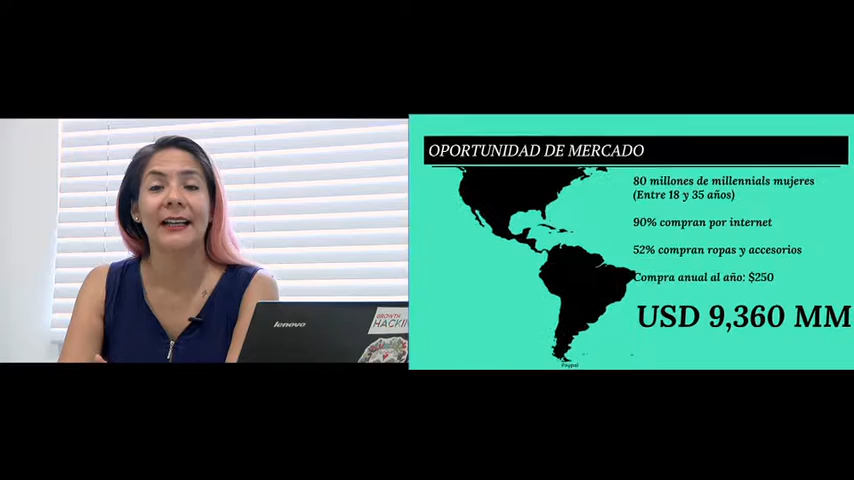 OPORTUNIDAD DE MERCADO
80 millones de millennials mujeres
(Entre 18 y 35 años)
90% compran por internet
52% compran ropas y accesorios
Compra anual al año: $250
USD 9,360 MM
Paypal
lenovo
GROWTH
HACKIN